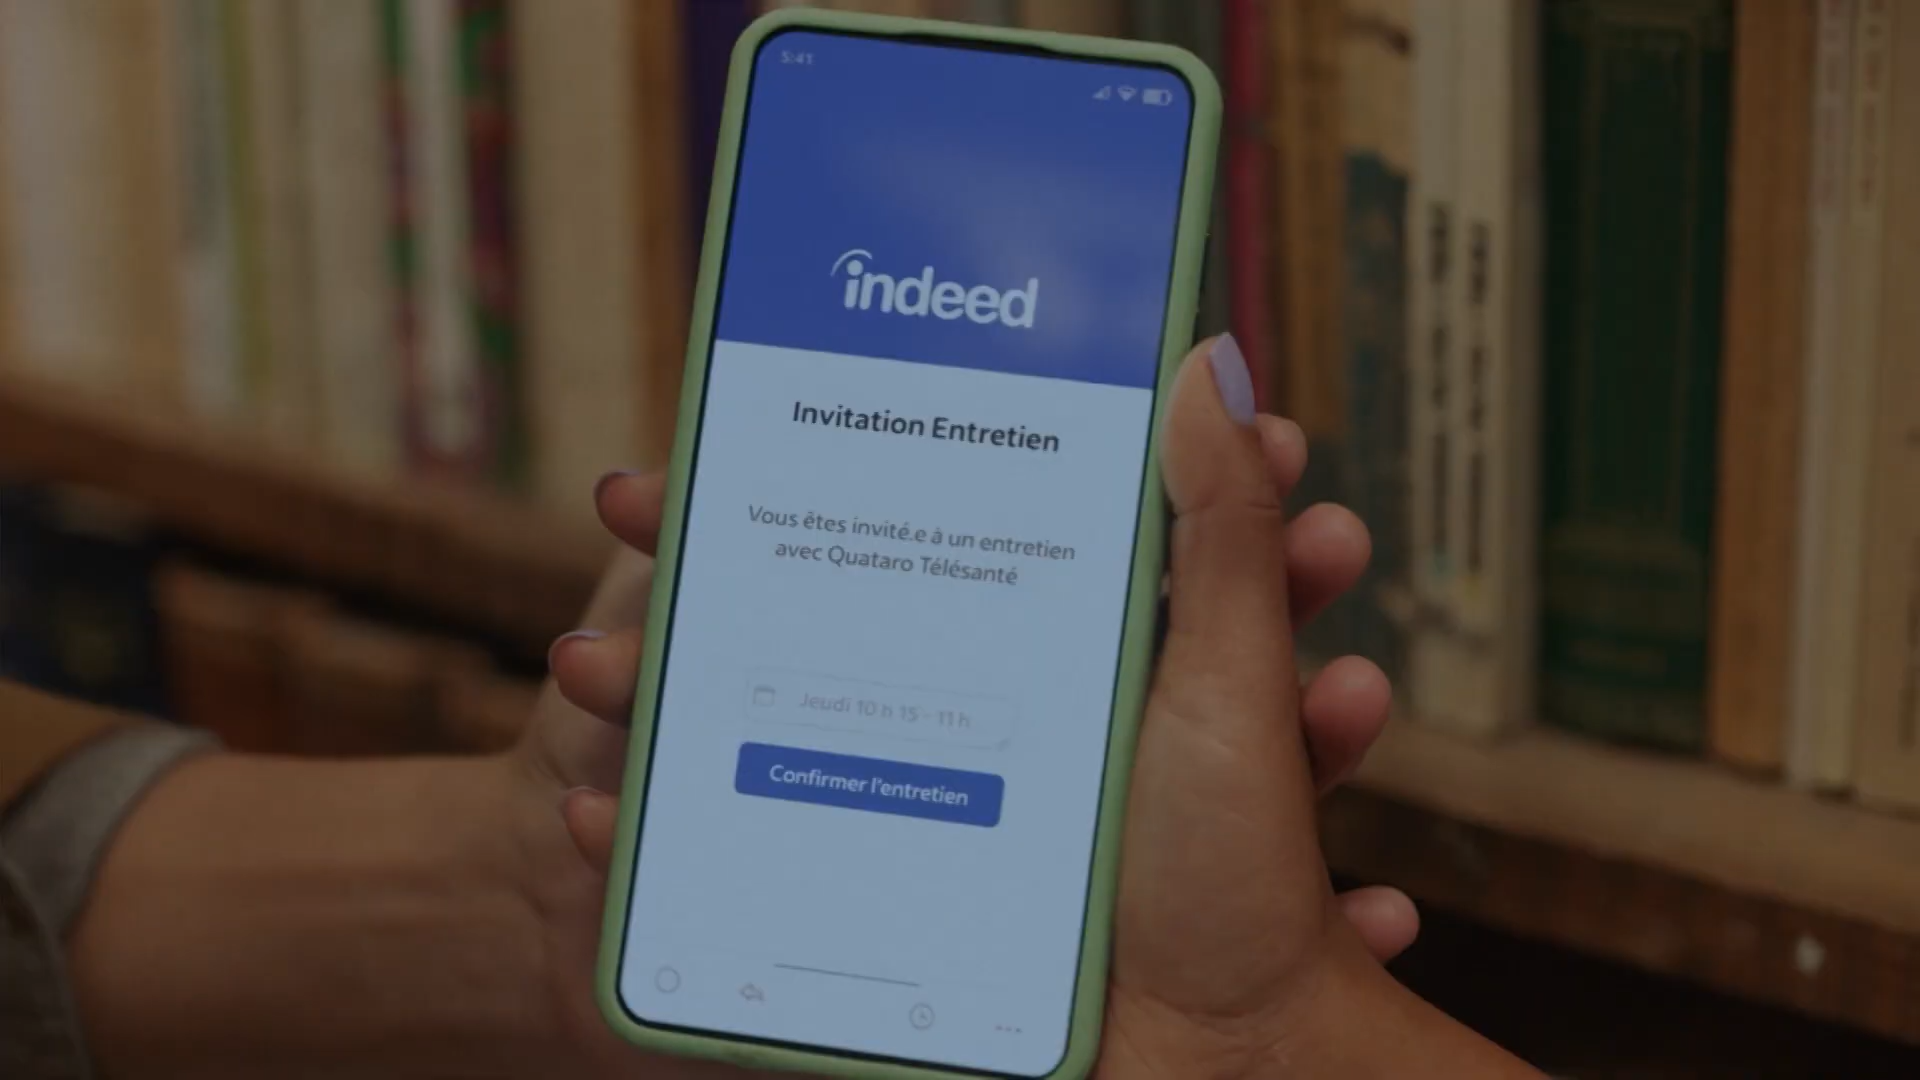 5:41
indeed
Invitation Entretien
Vous êtes invité.e à un entretien
avec Quataro Télésanté
Jeudi 10 h 15 - 11 h
Confirmer l'entretien